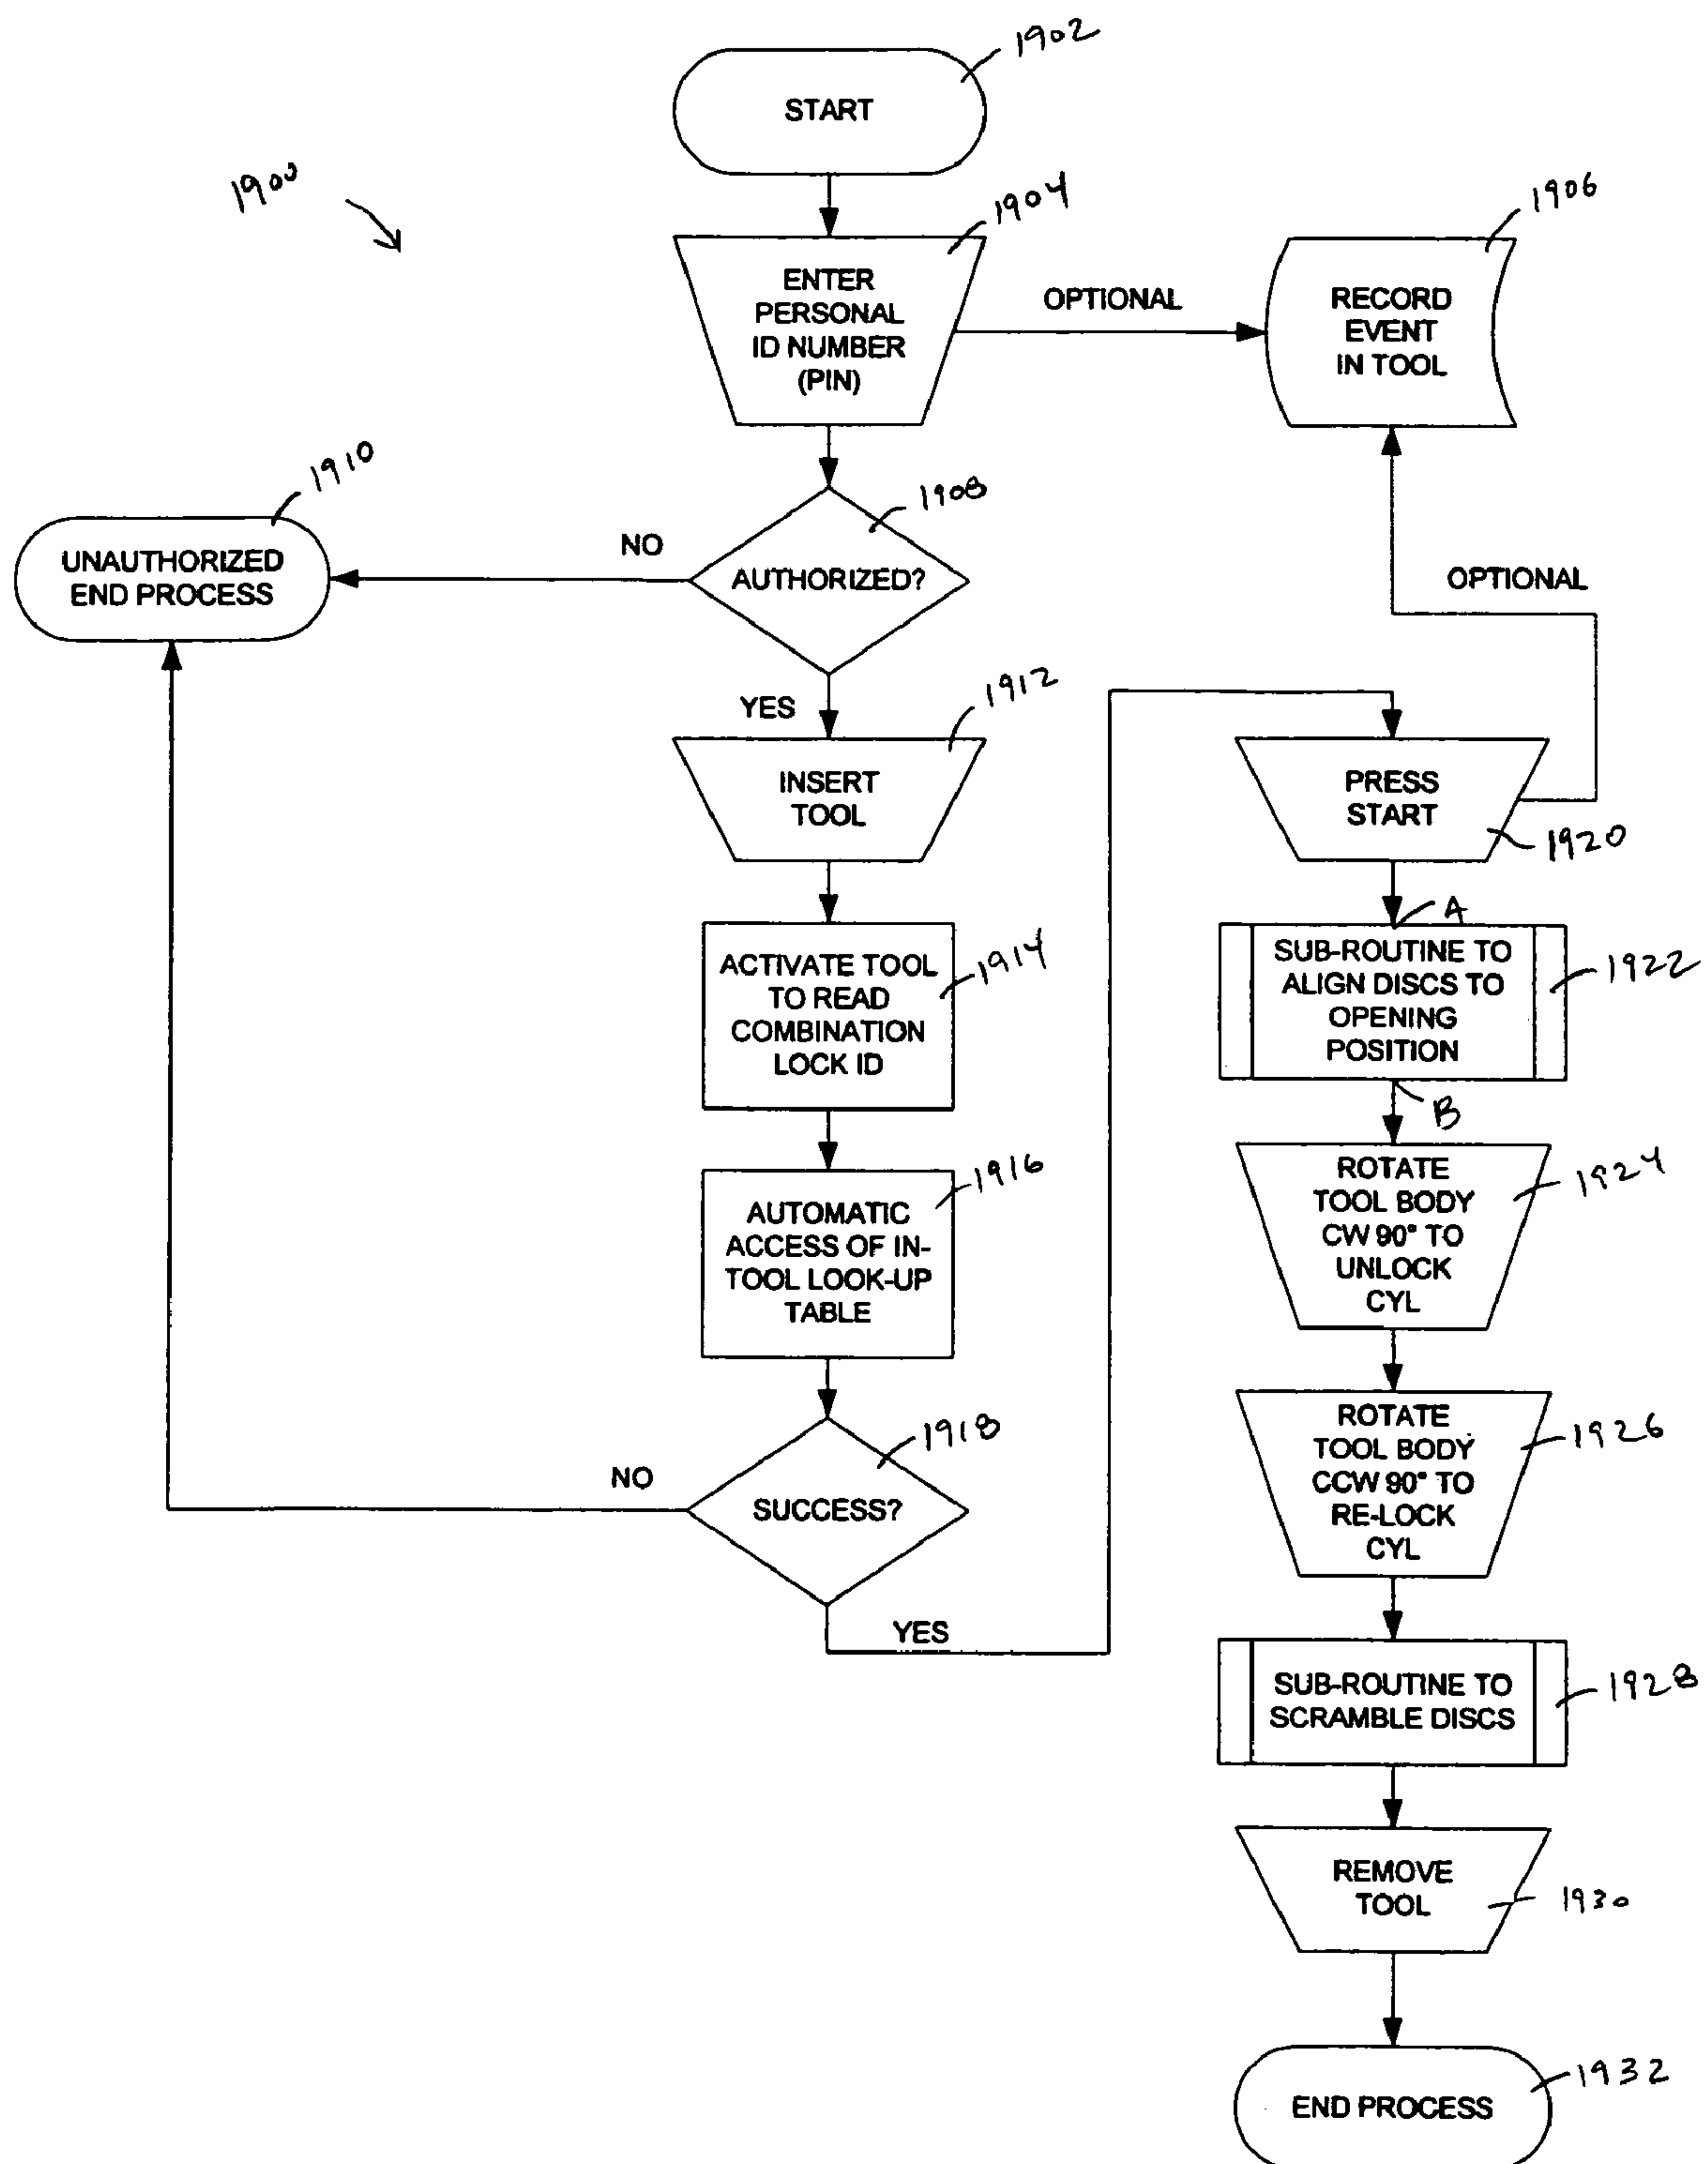 1902
START
1900
1904
ENTER
PERSONAL
ID NUMBER
(PIN)
OPTIONAL
1906
RECORD
EVENT
IN TOOL
1910
UNAUTHORIZED
END PROCESS
NO
1908
AUTHORIZED?
OPTIONAL
YES
1912
INSERT
TOOL
PRESS
START
1920
ACTIVATE TOOL
TO READ
COMBINATION
LOCK ID
1914
A
SUB-ROUTINE TO
ALIGN DISCS TO
OPENING
POSITION
1922
B
1916
AUTOMATIC
ACCESS OF IN-
TOOL LOOK-UP
TABLE
ROTATE
TOOL BODY
CW 90° TO
UNLOCK
CYL
1924
1918
NO
SUCCESS?
YES
ROTATE
TOOL BODY
CCW 90° TO
RE-LOCK
CYL
1926
SUB-ROUTINE TO
SCRAMBLE DISCS
1928
REMOVE
TOOL
1930
END PROCESS
1932